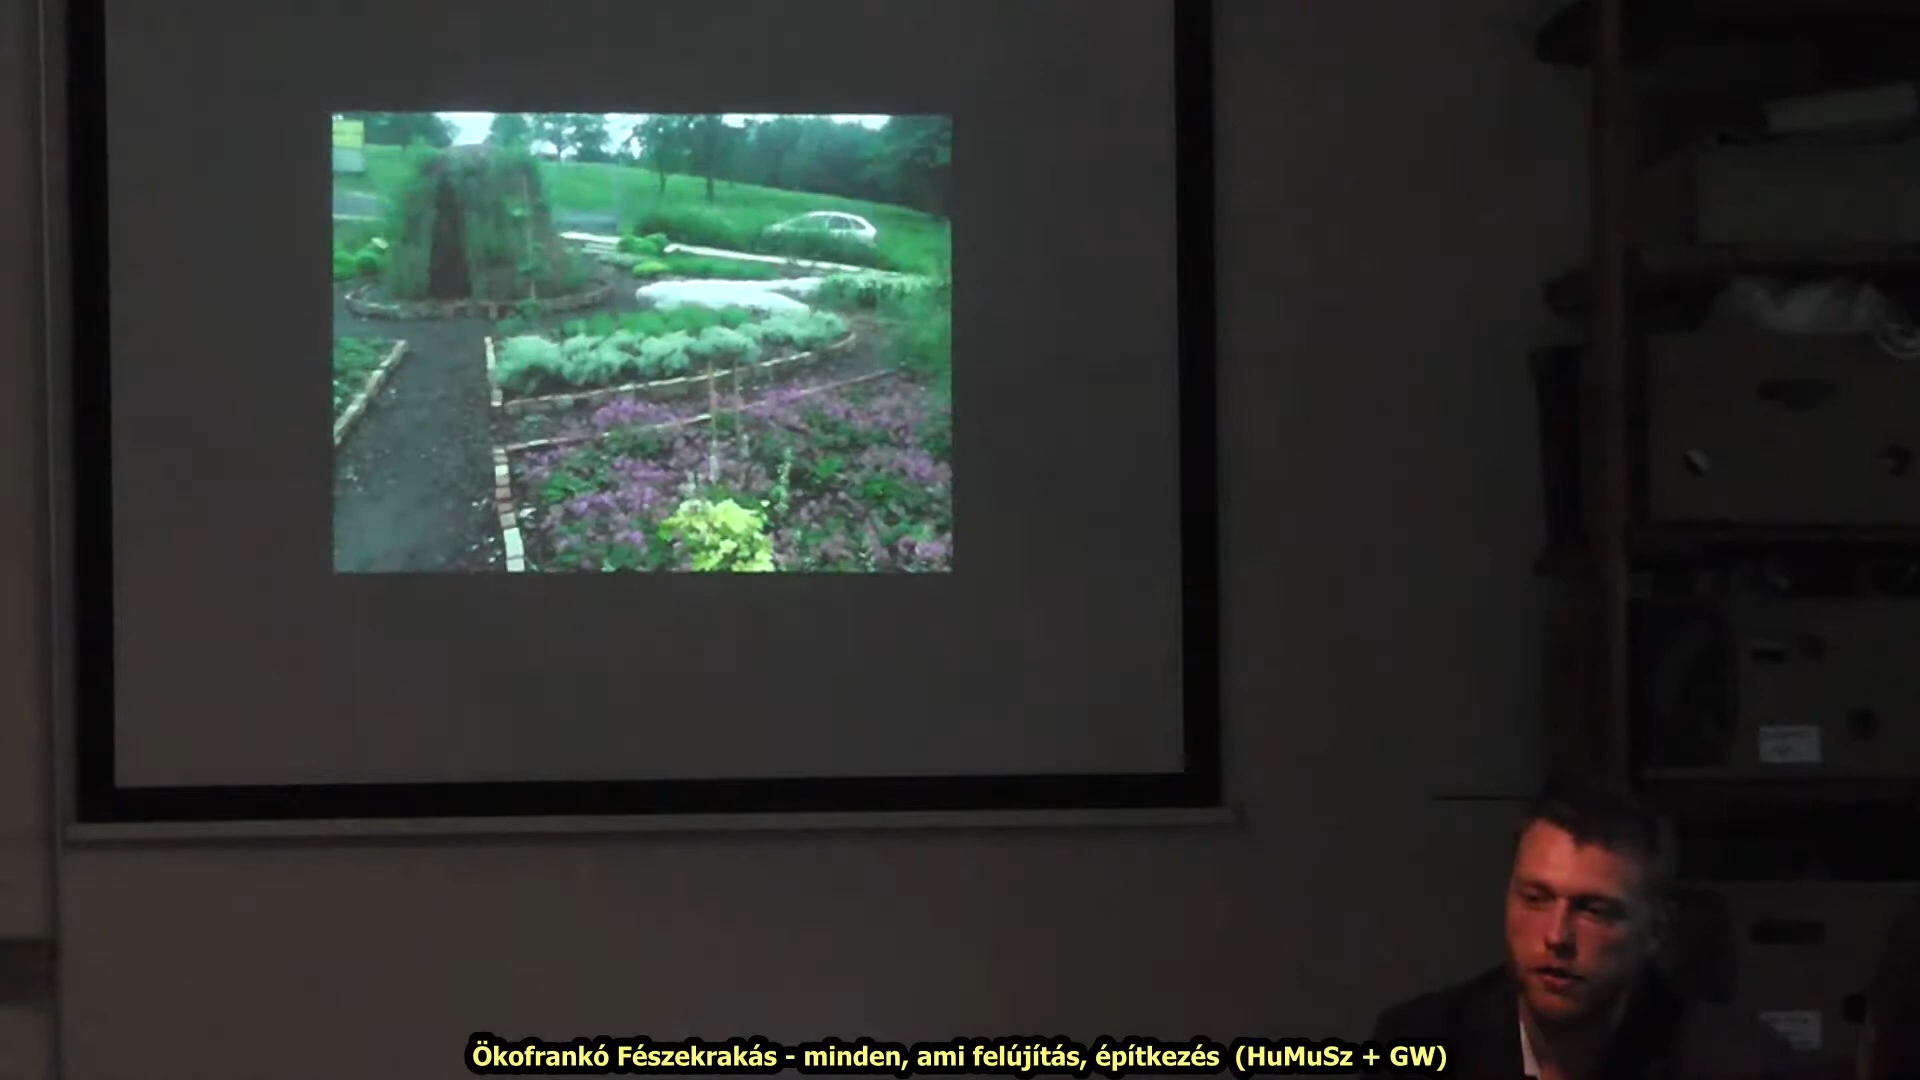 Ökofrankó Fészekrakás - minden, ami felújítás, építkezés (HuMuSz + GW)